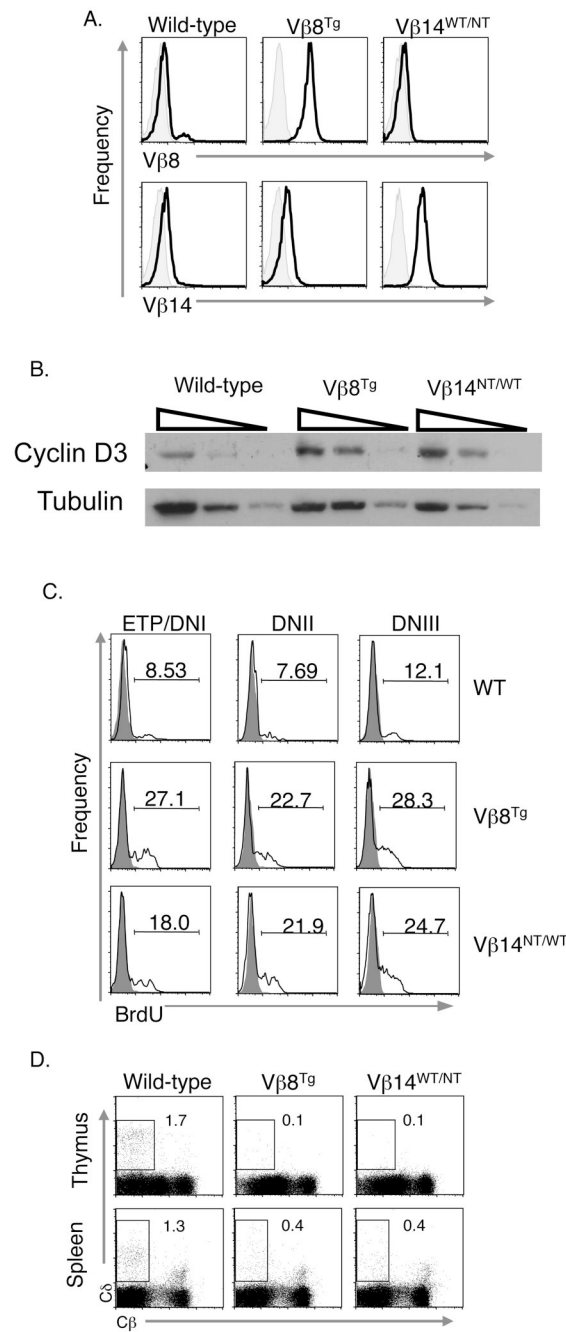 A.
Wild-type Vβ8Tg Vβ14WT/NT
Frequency
Vβ8
Vβ14
B.
Wild-type Vβ8Tg Vβ14NT/WT
Cyclin D3
Tubulin
C.
ETP/DNI DNII DNIII
Frequency
8.53 7.69 12.1 WT
27.1 22.7 28.3 Vβ8Tg
18.0 21.9 24.7 Vβ14NT/WT
BrdU
D.
Wild-type Vβ8Tg Vβ14WT/NT
Thymus
1.7 0.1 0.1
Spleen
1.3 0.4 0.4
Cδ
Cβ